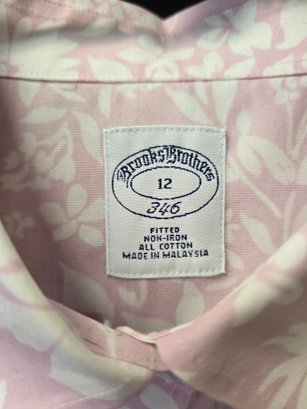 Brooks Brothers
12
346
FITTED
NON-IRON
ALL COTTON
MADE IN MALAYSIA